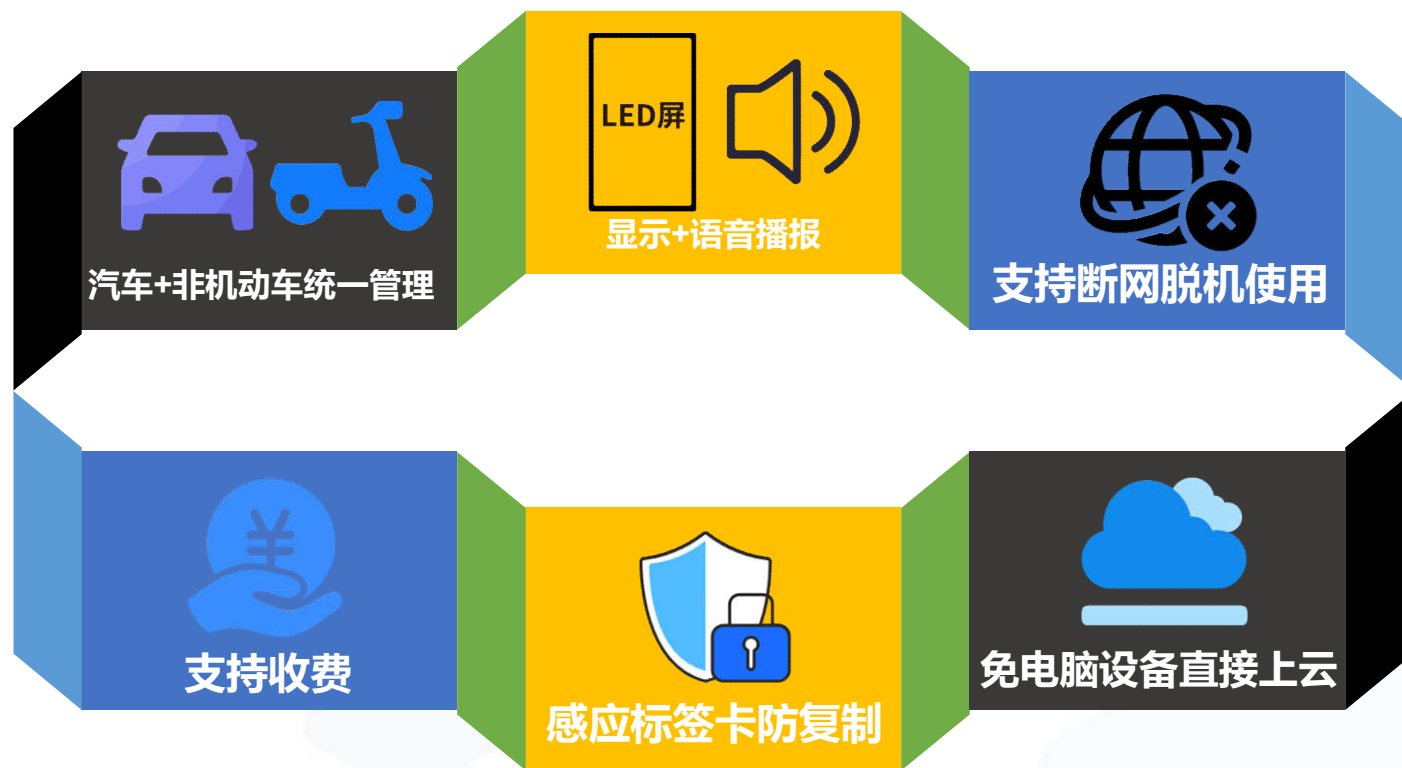 LED屏
显示+语音播报
汽车+非机动车统一管理
支持断网脱机使用
¥
支持收费
感应标签卡防复制
免电脑设备直接上云